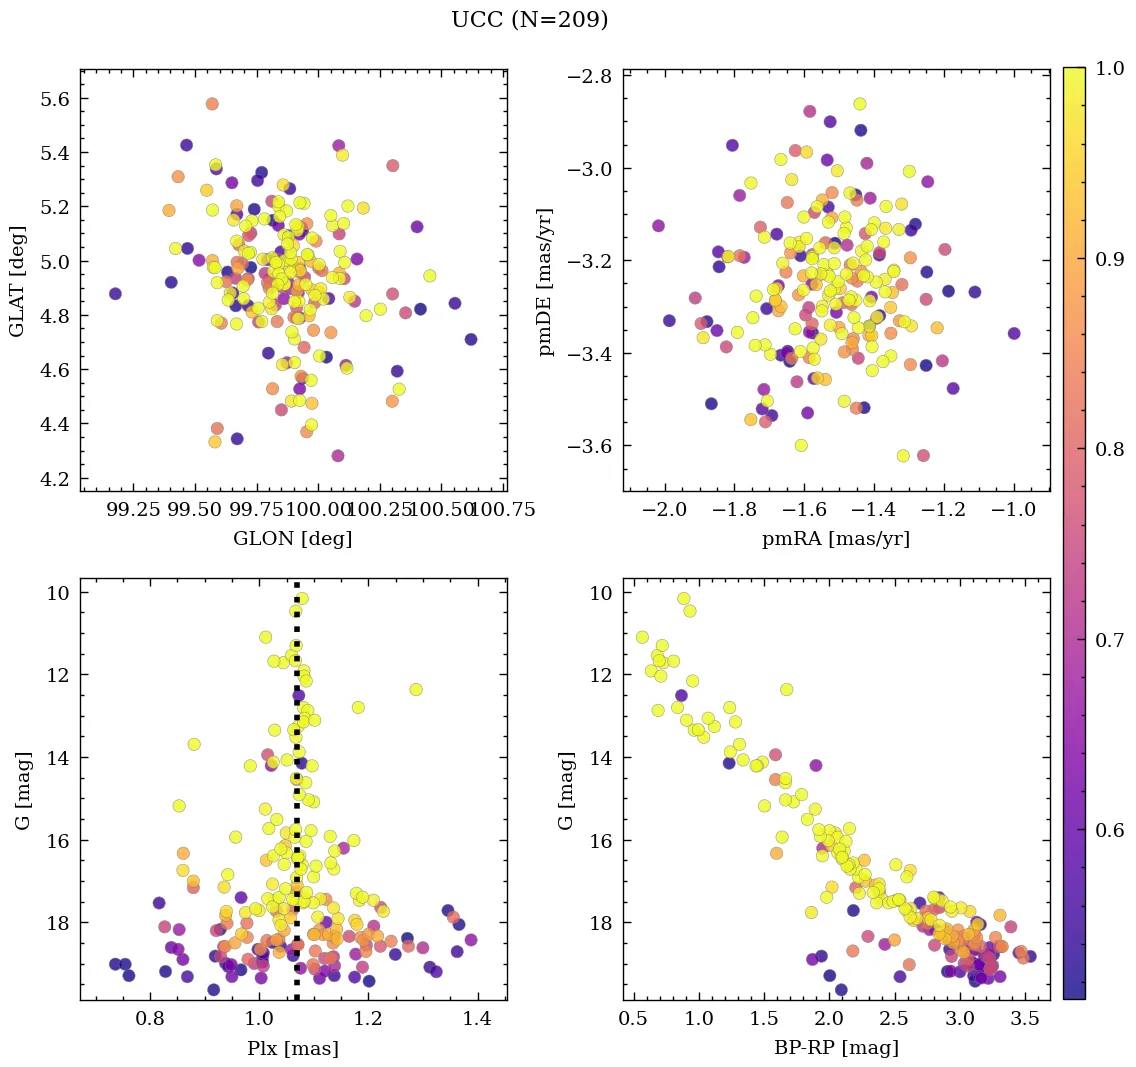 UCC (N=209)
5.6
5.4
5.2
5.0
4.8
4.6
4.4
4.2
GLAT [deg]
99.25 99.50 99.75 100.00 100.25 100.50 100.75
GLON [deg]
−2.8
−3.0
−3.2
−3.4
−3.6
pmDE [mas/yr]
−2.0 −1.8 −1.6 −1.4 −1.2 −1.0
pmRA [mas/yr]
1.0
0.9
0.8
0.7
0.6
10
12
14
16
18
G [mag]
0.8 1.0 1.2 1.4
Plx [mas]
10
12
14
16
18
G [mag]
0.5 1.0 1.5 2.0 2.5 3.0 3.5
BP-RP [mag]